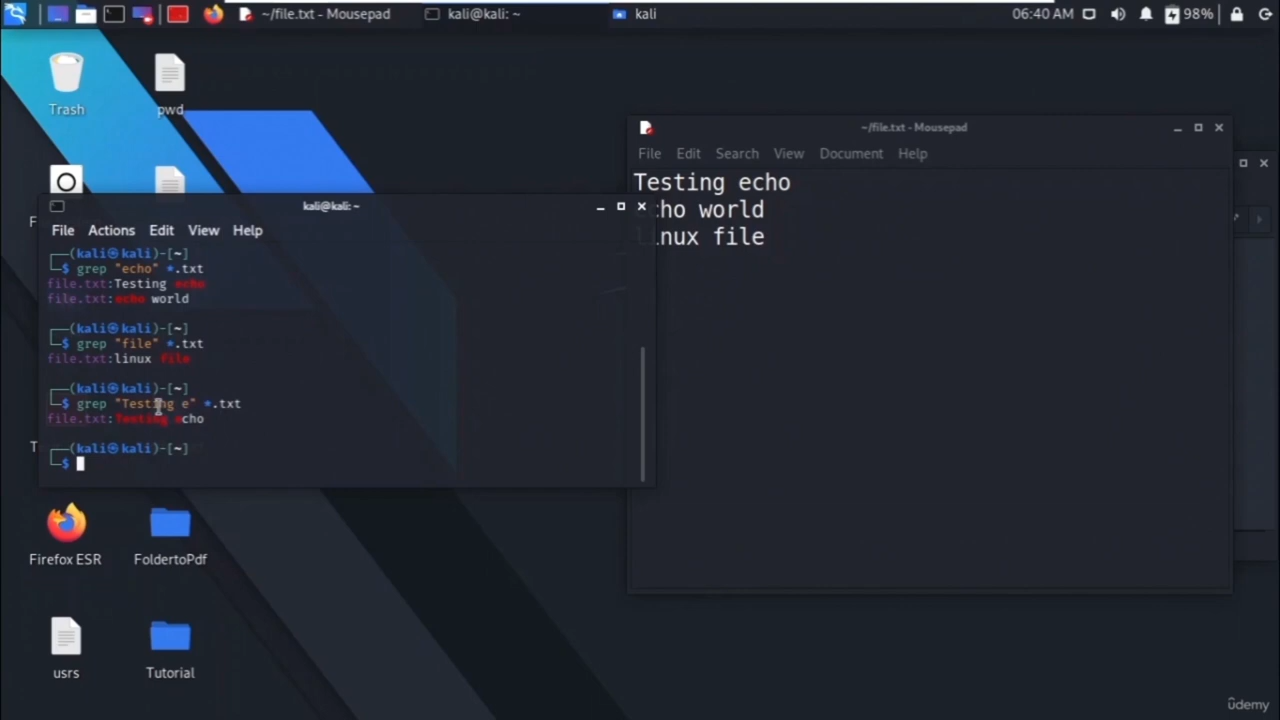 ~/file.txt - Mousepad
kali@kali: ~
kali
06:40 AM
98%
Trash
pwd
~/file.txt - Mousepad
File Edit Search View Document Help
Testing echo
cho world
inux file
kali@kali: ~
File Actions Edit View Help
┌──(kali㉿kali)-[~]
└─$ grep "echo" *.txt
file.txt:Testing echo
file.txt:echo world
┌──(kali㉿kali)-[~]
└─$ grep "file" *.txt
file.txt:linux file
┌──(kali㉿kali)-[~]
└─$ grep "Testing e" *.txt
file.txt:Testing echo
┌──(kali㉿kali)-[~]
└─$
F
T
Firefox ESR
FoldertoPdf
usrs
Tutorial
ûdemy